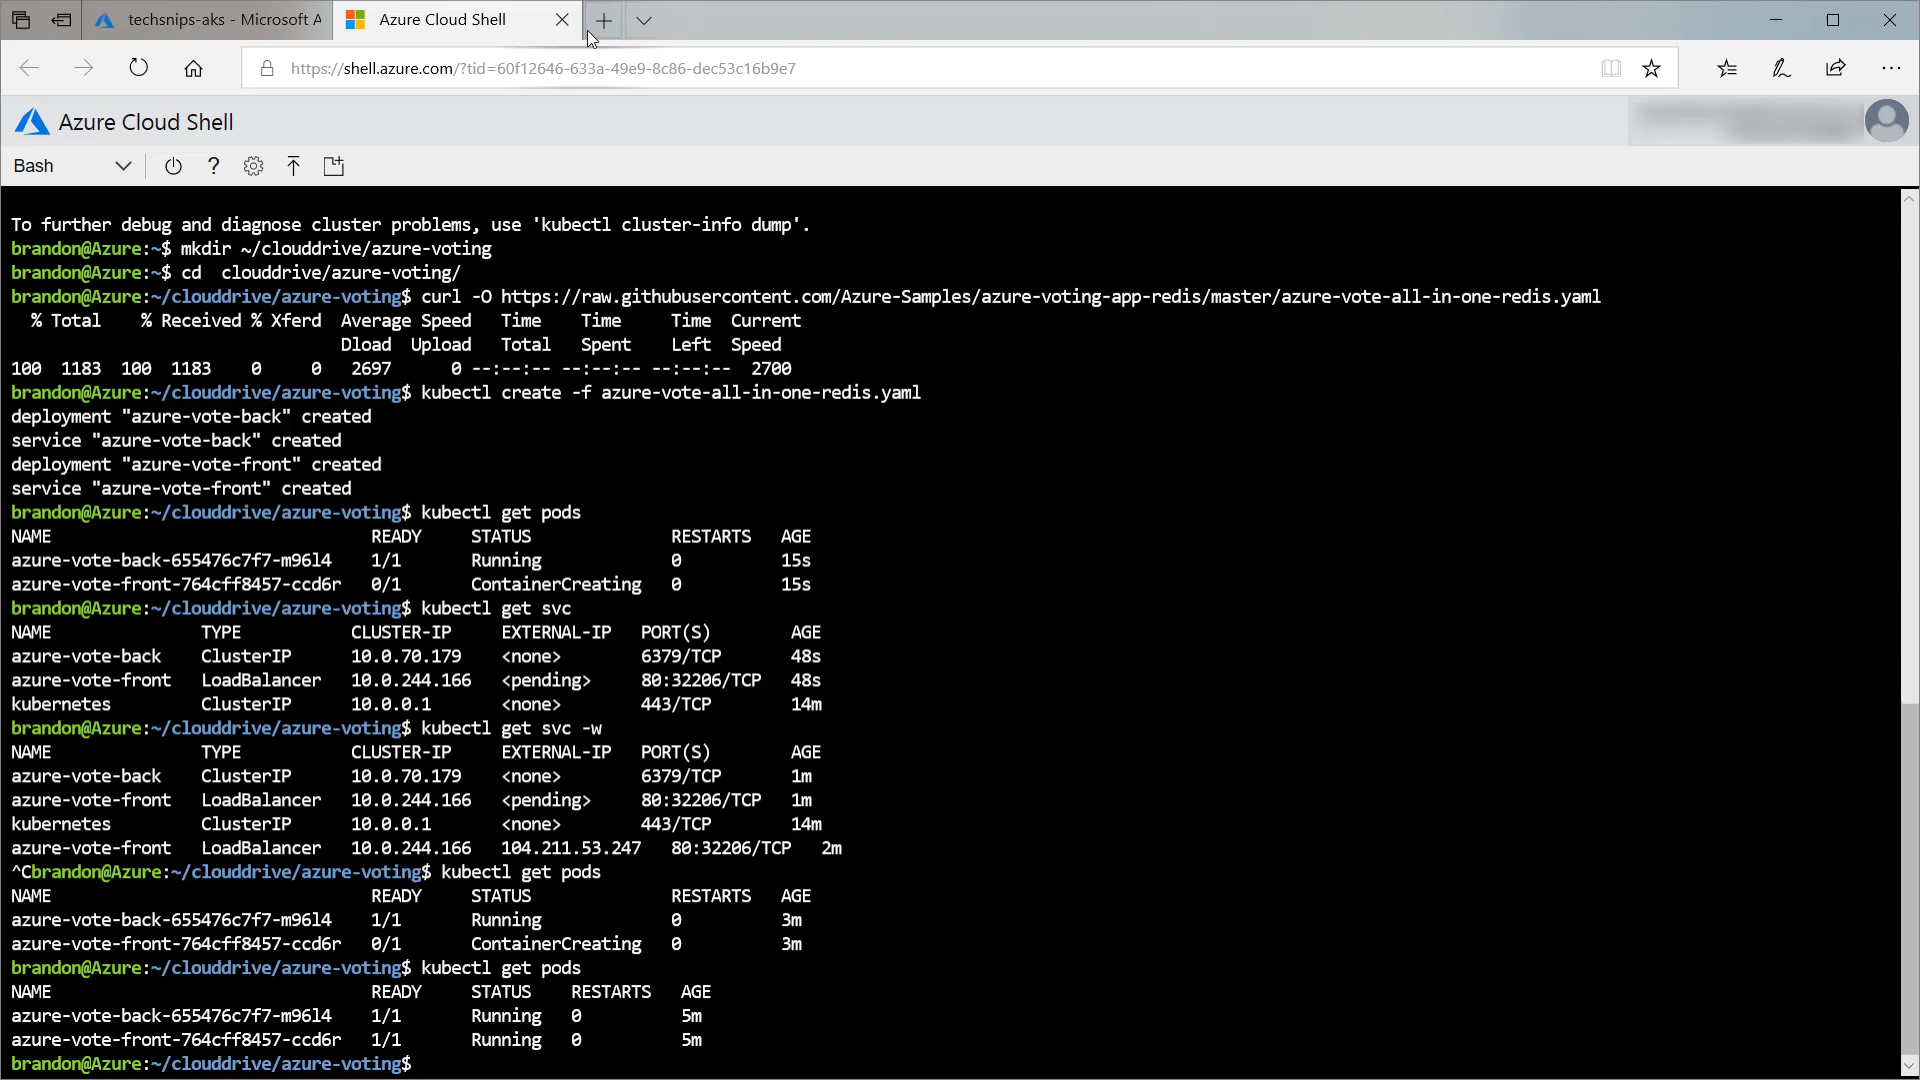 techsnips-aks - Microsoft A
Azure Cloud Shell
https://shell.azure.com/?tid=60f12646-633a-49e9-8c86-dec53c16b9e7
Azure Cloud Shell
Bash
To further debug and diagnose cluster problems, use 'kubectl cluster-info dump'.
brandon@Azure:~$ mkdir ~/clouddrive/azure-voting
brandon@Azure:~$ cd  clouddrive/azure-voting/
brandon@Azure:~/clouddrive/azure-voting$ curl -O https://raw.githubusercontent.com/Azure-Samples/azure-voting-app-redis/master/azure-vote-all-in-one-redis.yaml
% Total    % Received % Xferd  Average Speed   Time    Time     Time  Current
Dload  Upload   Total   Spent    Left  Speed
100  1183  100  1183    0     0   2697      0 --:--:-- --:--:-- --:--:--  2700
brandon@Azure:~/clouddrive/azure-voting$ kubectl create -f azure-vote-all-in-one-redis.yaml
deployment "azure-vote-back" created
service "azure-vote-back" created
deployment "azure-vote-front" created
service "azure-vote-front" created
brandon@Azure:~/clouddrive/azure-voting$ kubectl get pods
NAME                                READY     STATUS              RESTARTS   AGE
azure-vote-back-655476c7f7-m96l4    1/1       Running             0          15s
azure-vote-front-764cff8457-ccd6r   0/1       ContainerCreating   0          15s
brandon@Azure:~/clouddrive/azure-voting$ kubectl get svc
NAME               TYPE           CLUSTER-IP     EXTERNAL-IP   PORT(S)        AGE
azure-vote-back    ClusterIP      10.0.70.179    <none>        6379/TCP       48s
azure-vote-front   LoadBalancer   10.0.244.166   <pending>     80:32206/TCP   48s
kubernetes         ClusterIP      10.0.0.1       <none>        443/TCP        14m
brandon@Azure:~/clouddrive/azure-voting$ kubectl get svc -w
NAME               TYPE           CLUSTER-IP     EXTERNAL-IP   PORT(S)        AGE
azure-vote-back    ClusterIP      10.0.70.179    <none>        6379/TCP       1m
azure-vote-front   LoadBalancer   10.0.244.166   <pending>     80:32206/TCP   1m
kubernetes         ClusterIP      10.0.0.1       <none>        443/TCP        14m
azure-vote-front   LoadBalancer   10.0.244.166   104.211.53.247   80:32206/TCP   2m
^Cbrandon@Azure:~/clouddrive/azure-voting$ kubectl get pods
NAME                                READY     STATUS              RESTARTS   AGE
azure-vote-back-655476c7f7-m96l4    1/1       Running             0          3m
azure-vote-front-764cff8457-ccd6r   0/1       ContainerCreating   0          3m
brandon@Azure:~/clouddrive/azure-voting$ kubectl get pods
NAME                                READY     STATUS    RESTARTS   AGE
azure-vote-back-655476c7f7-m96l4    1/1       Running   0          5m
azure-vote-front-764cff8457-ccd6r   1/1       Running   0          5m
brandon@Azure:~/clouddrive/azure-voting$